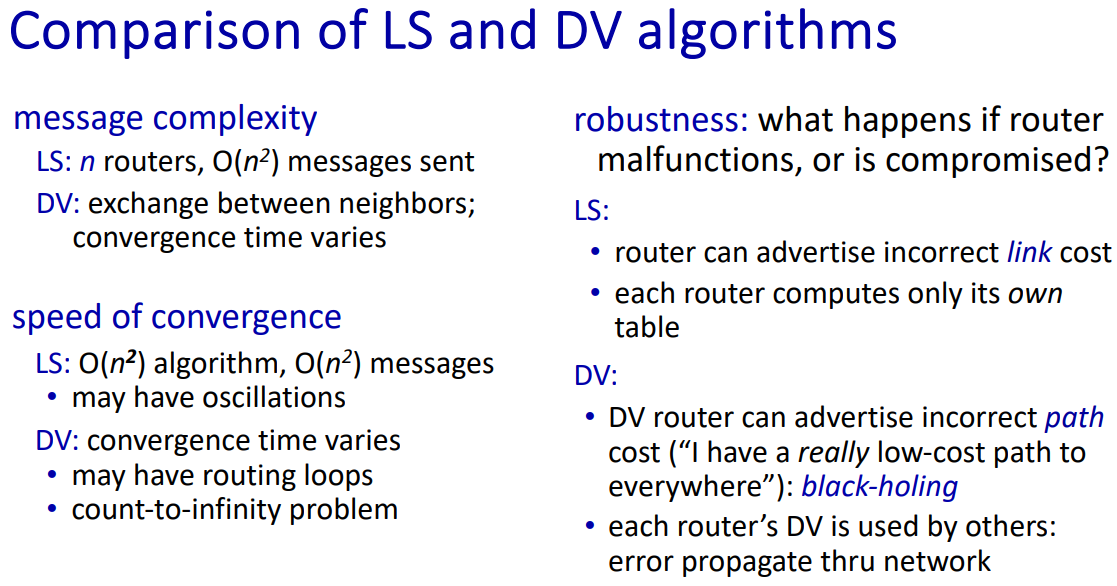 Comparison of LS and DV algorithms
message complexity
LS: n routers, O(n²) messages sent
DV: exchange between neighbors;
convergence time varies
speed of convergence
LS: O(n²) algorithm, O(n²) messages
• may have oscillations
DV: convergence time varies
• may have routing loops
• count-to-infinity problem
robustness: what happens if router
malfunctions, or is compromised?
LS:
• router can advertise incorrect link cost
• each router computes only its own
table
DV:
• DV router can advertise incorrect path
cost (“I have a really low-cost path to
everywhere”): black-holing
• each router’s DV is used by others:
error propagate thru network